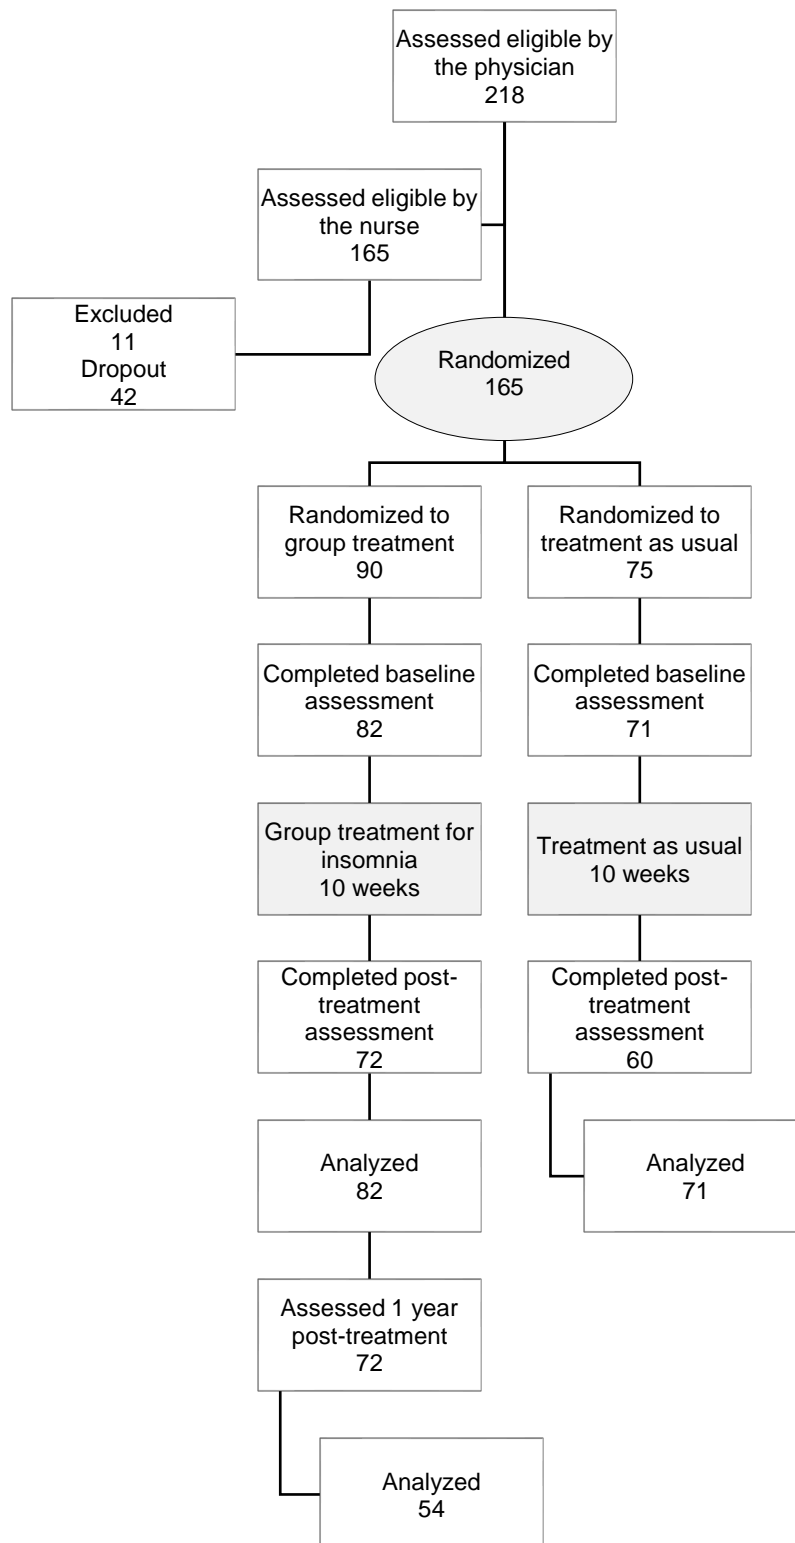 Assessed eligible by
the physician
218
Assessed eligible by
the nurse
165
Excluded
11
Dropout
42
Randomized
165
Randomized to
group treatment
90
Randomized to
treatment as usual
75
Completed baseline
assessment
82
Completed baseline
assessment
71
Group treatment for
insomnia
10 weeks
Treatment as usual
10 weeks
Completed post-
treatment
assessment
72
Completed post-
treatment
assessment
60
Analyzed
82
Analyzed
71
Assessed 1 year
post-treatment
72
Analyzed
54